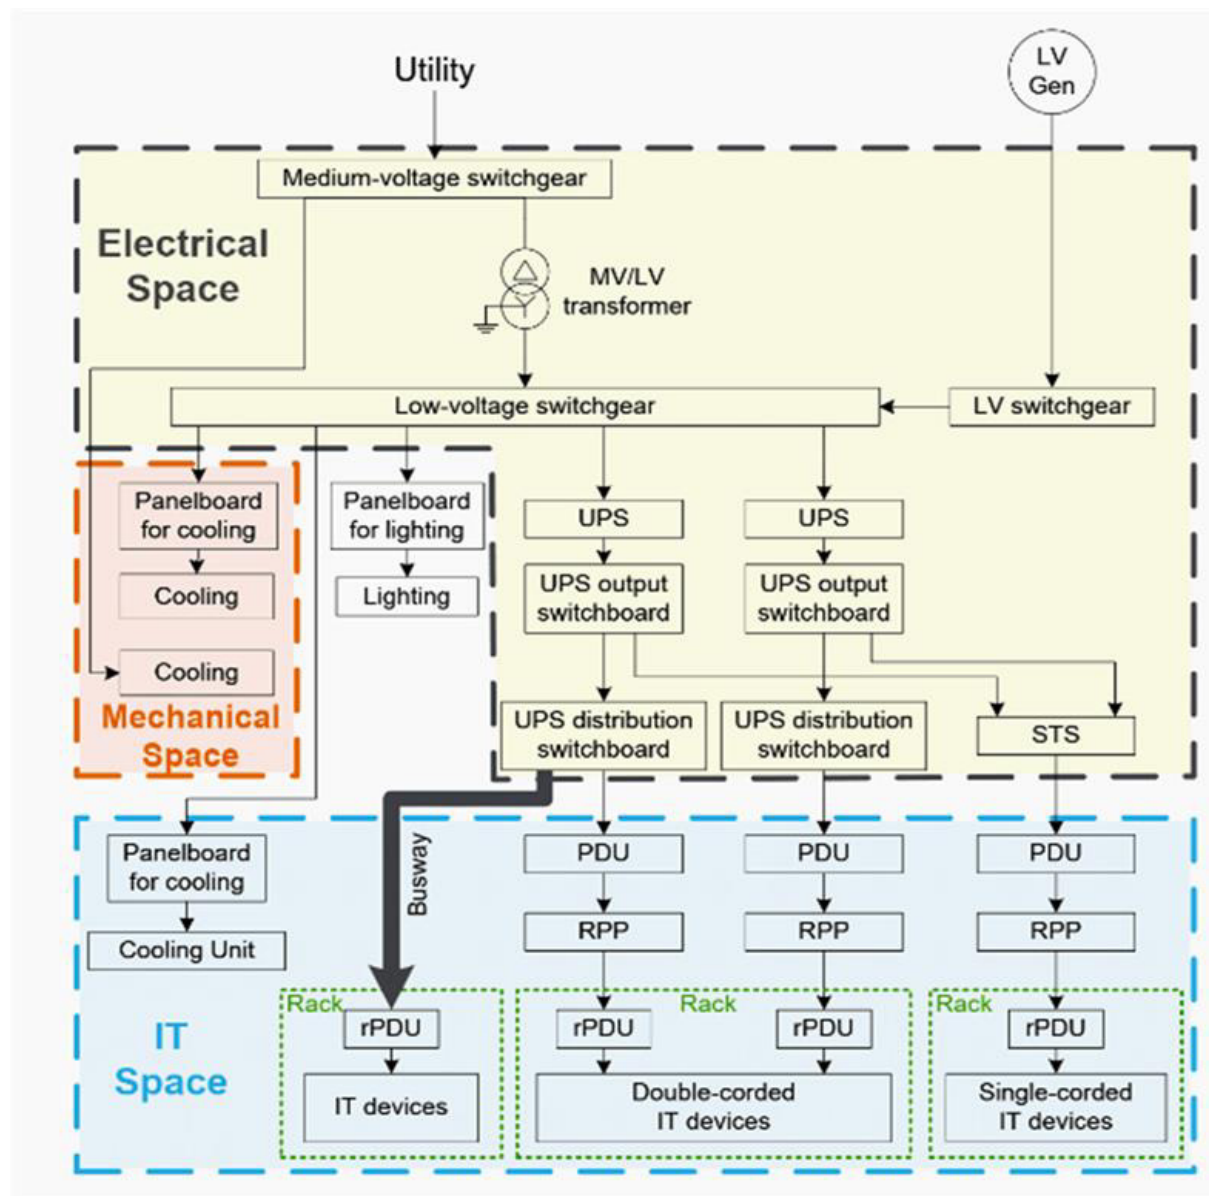 Utility
LV
Gen
Medium-voltage switchgear
Electrical
Space
MV/LV
transformer
Low-voltage switchgear
LV switchgear
Panelboard
for cooling
Panelboard
for lighting
UPS
UPS
Cooling
Lighting
UPS output
switchboard
UPS output
switchboard
Cooling
Mechanical
Space
UPS distribution
switchboard
UPS distribution
switchboard
STS
Panelboard
for cooling
Busway
PDU
PDU
PDU
Cooling Unit
RPP
RPP
RPP
IT
Space
Rack
rPDU
Rack
rPDU
rPDU
Rack
rPDU
IT devices
Double-corded
IT devices
Single-corded
IT devices